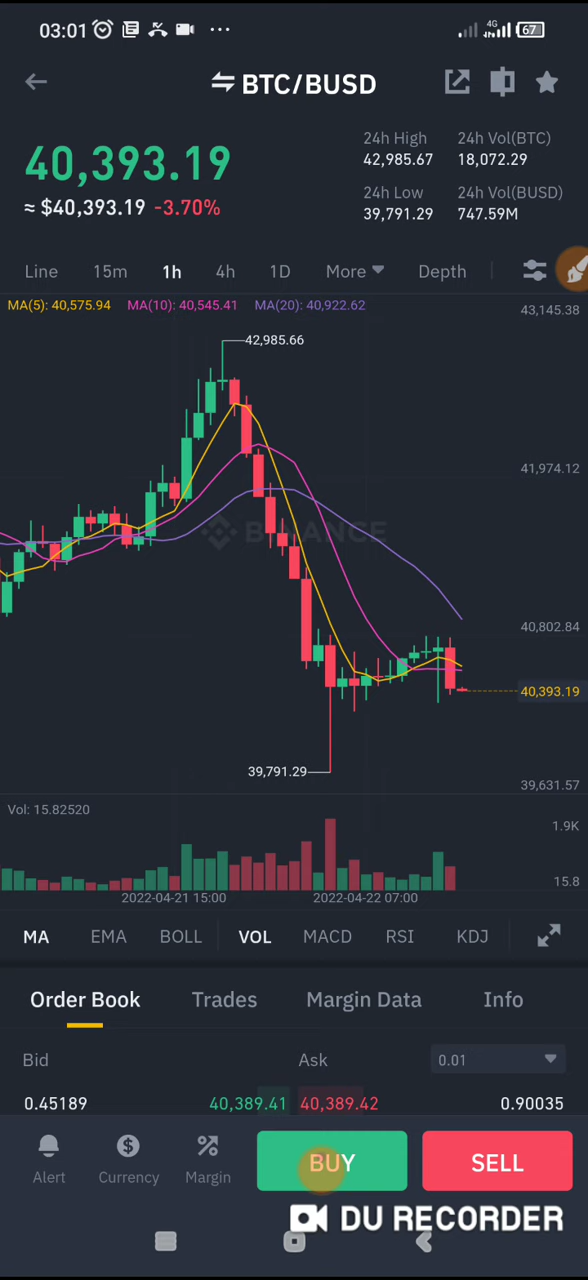 03:01
4G
67
BTC/BUSD
40,393.19
≈ $40,393.19 -3.70%
24h High
42,985.67
24h Vol(BTC)
18,072.29
24h Low
39,791.29
24h Vol(BUSD)
747.59M
Line 15m 1h 4h 1D More Depth
MA(5): 40,575.94 MA(10): 40,545.41 MA(20): 40,922.62
43,145.38
42,985.66
41,974.12
BINANCE
40,802.84
40,393.19
39,791.29
39,631.57
Vol: 15.82520
1.9K
15.8
2022-04-21 15:00 2022-04-22 07:00
MA EMA BOLL VOL MACD RSI KDJ
Order Book Trades Margin Data Info
Bid Ask 0.01
0.45189 40,389.41 40,389.42 0.90035
Alert Currency Margin BUY SELL
DU RECORDER